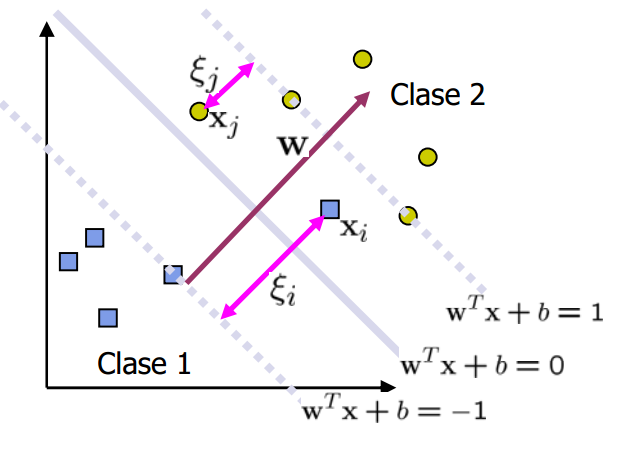 ξⱼ
xⱼ
Clase 2
w
xᵢ
ξᵢ
wᵀx + b = 1
Clase 1
wᵀx + b = 0
wᵀx + b = −1